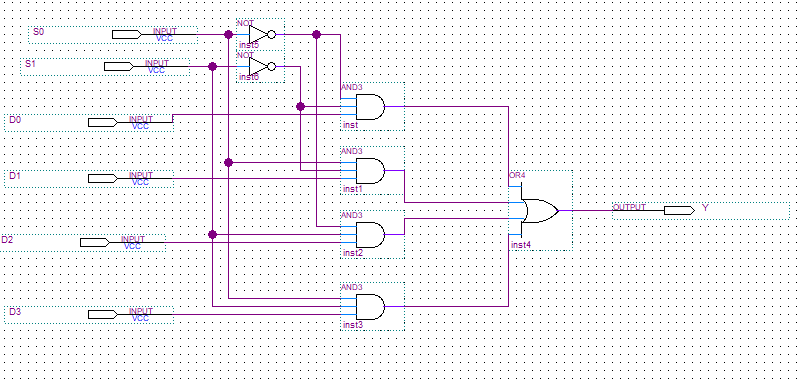 S0
INPUT
VCC
NOT
inst5
S1
INPUT
VCC
NOT
inst6
AND3
inst
D0
INPUT
VCC
AND3
inst1
D1
INPUT
VCC
OR4
inst4
OUTPUT
Y
AND3
inst2
D2
INPUT
VCC
AND3
inst3
D3
INPUT
VCC